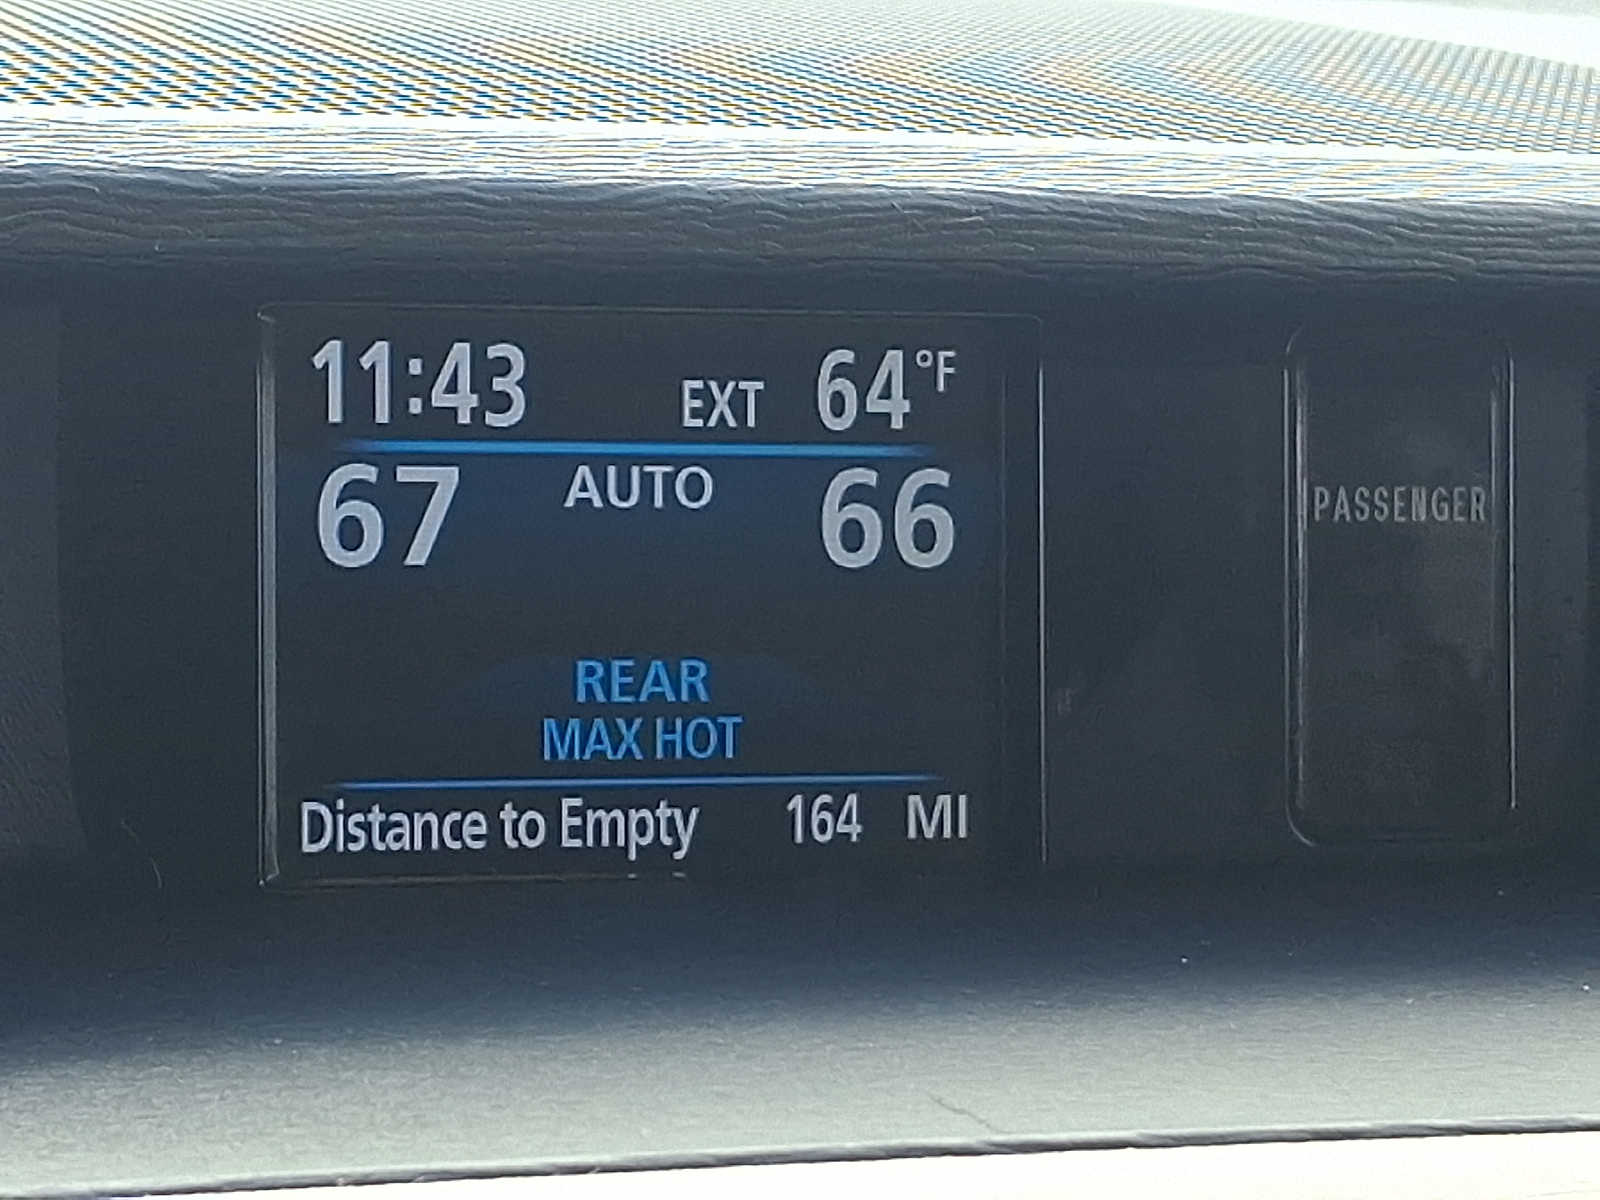 11:43 EXT 64°F
67 AUTO 66
REAR
MAX HOT
Distance to Empty 164 MI
PASSENGER